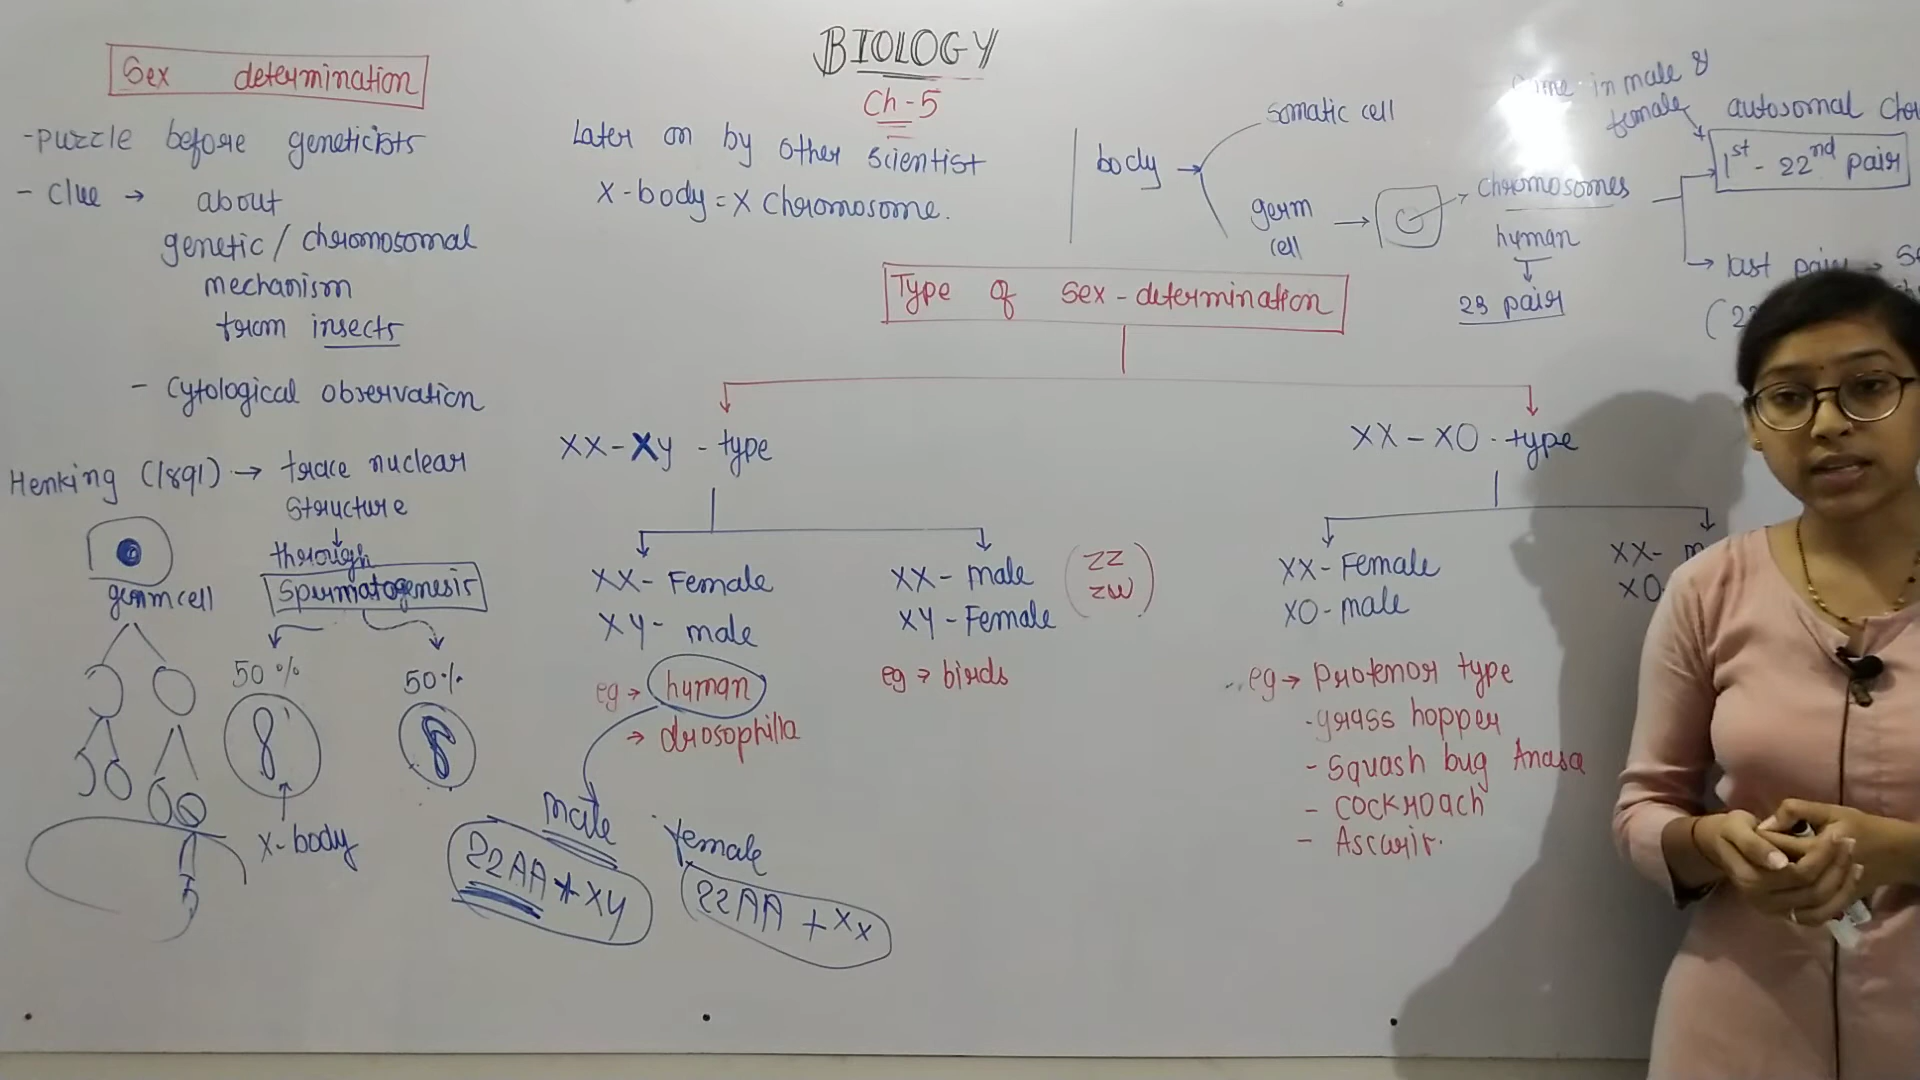 BIOLOGY
Ch-5
Sex determination
- puzzle before geneticists
- clue → about
genetic / chromosomal
mechanism
from insects
- Cytological observation
Henking (1891) → trace nuclear
structure
through
Spermatogenesis
germ cell
50%
50%
X-body
Later on by other scientist
X-body = X chromosome.
body →
somatic cell
germ
cell
→ chromosomes
human
23 pair
in male &
female
autosomal
1st - 22nd pair
→ last pair →
Type of sex-determination
XX-XY - type
XX-Female
XY- male
eg → human
→ drosophilla
male
22AA + XY
female
22AA + XX
XX- male
XY-Female
(ZZ
ZW)
eg → birds
XX-XO - type
XX-Female
XO-male
eg → Protenor type
- grass hopper
- Squash bug Anasa
- cockroach
- Ascarir.
XX-
XO